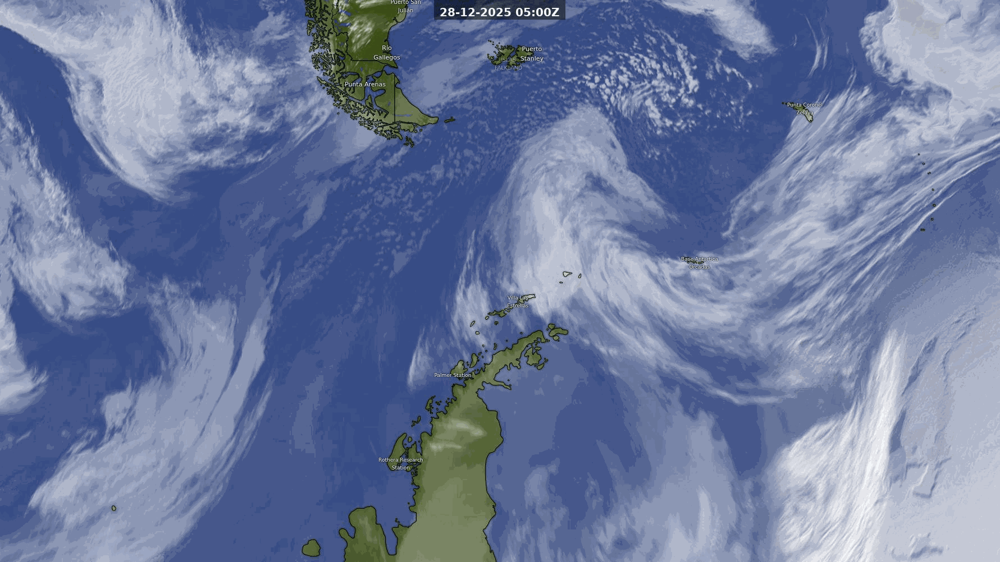 Puerto San
Julián
28-12-2025 05:00Z
Río
Gallegos
Puerto
Stanley
ISLAS
FALKLAND
Punta Arenas
Punta Coronel
Zelaya
Base Antartica
Orcadas
Villa Las
Estrellas
Palmer Station
Rothera Research
Station